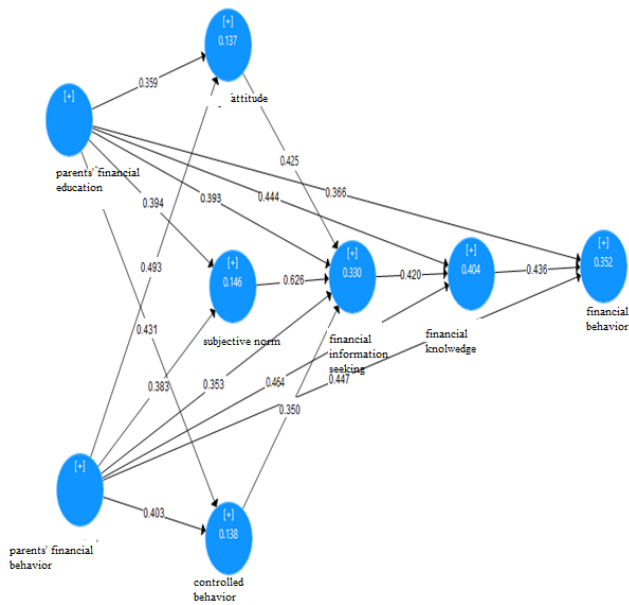 [+]
0.137
attitude
[+]
parents' financial
education
0.359
0.425
0.366
0.444
0.393
0.394
0.493
0.431
[+]
0.146
subjective norm
0.626
[+]
0.330
financial
information
seeking
0.420
[+]
0.404
financial
knolwedge
0.436
[+]
0.352
financial
behavior
0.383
0.353
0.464
0.447
0.350
[+]
parents' financial
behavior
0.403
[+]
0.138
controlled
behavior